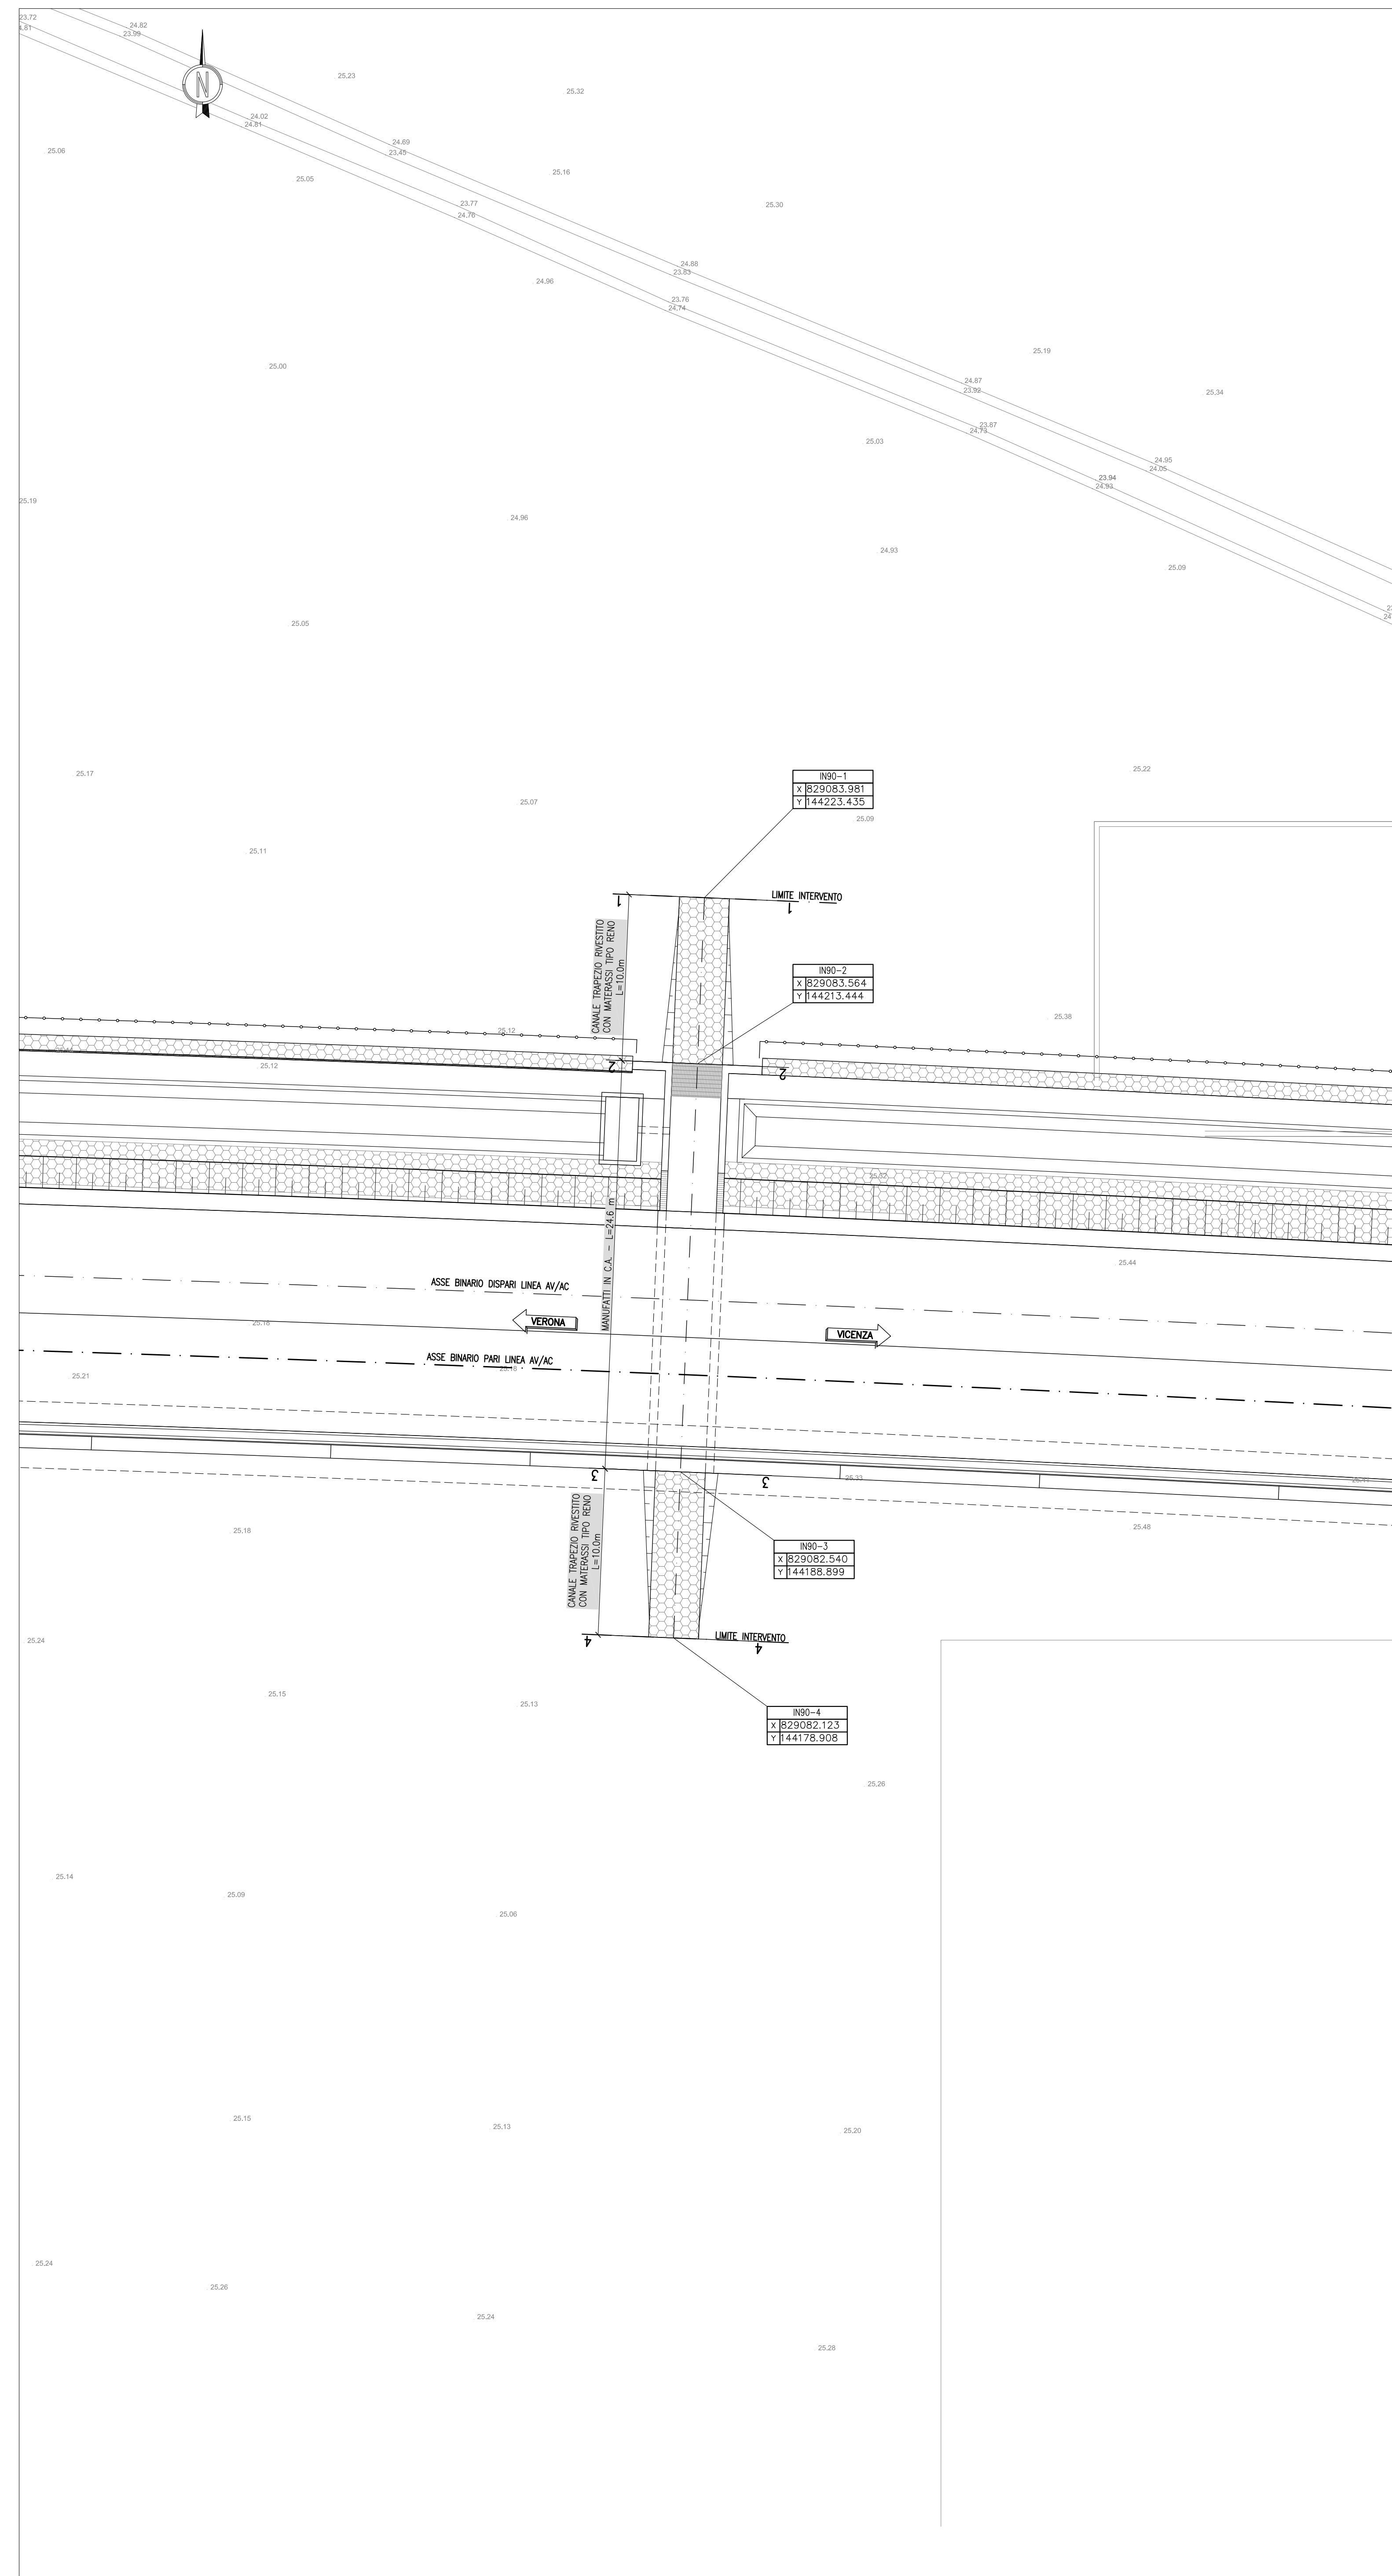 23.72
24.82
23.98
N
25.23
25.32
24.02
24.81
24.69
23.45
25.06
25.16
25.05
25.30
23.77
24.76
24.88
23.83
24.96
23.76
24.74
25.19
25.00
24.87
23.92
25.34
23.87
24.73
25.03
24.95
24.05
23.94
24.93
25.19
24.96
24.93
25.09
25.05
25.17
25.22
25.07
IN90-1
X 829083.981
Y 144223.435
25.09
25.11
LIMITE INTERVENTO
1
1
CANALE TRAPEZIO RIVESTITO
CON MATERASSI TIPO RENO
L=10.0m
IN90-2
X 829083.564
Y 144213.444
25.38
25.12
25.12
2
2
25.02
MANUFATTI IN C.A. – L=24.6 m
25.44
ASSE BINARIO DISPARI LINEA AV/AC
VERONA
VICENZA
25.18
ASSE BINARIO PARI LINEA AV/AC
25.18
25.21
3
3
25.33
CANALE TRAPEZIO RIVESTITO
CON MATERASSI TIPO RENO
L=10.0m
25.18
25.48
IN90-3
X 829082.540
Y 144188.899
25.24
4
LIMITE INTERVENTO
4
25.15
25.13
IN90-4
X 829082.123
Y 144178.908
25.26
25.14
25.09
25.06
25.15
25.13
25.20
25.24
25.26
25.24
25.28